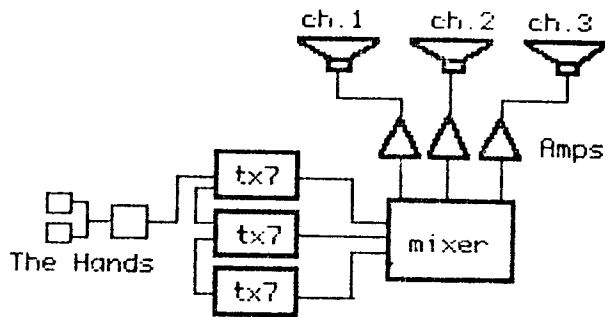 ch.1
ch.2
ch.3
Amps
tx7
tx7
tx7
mixer
The Hands